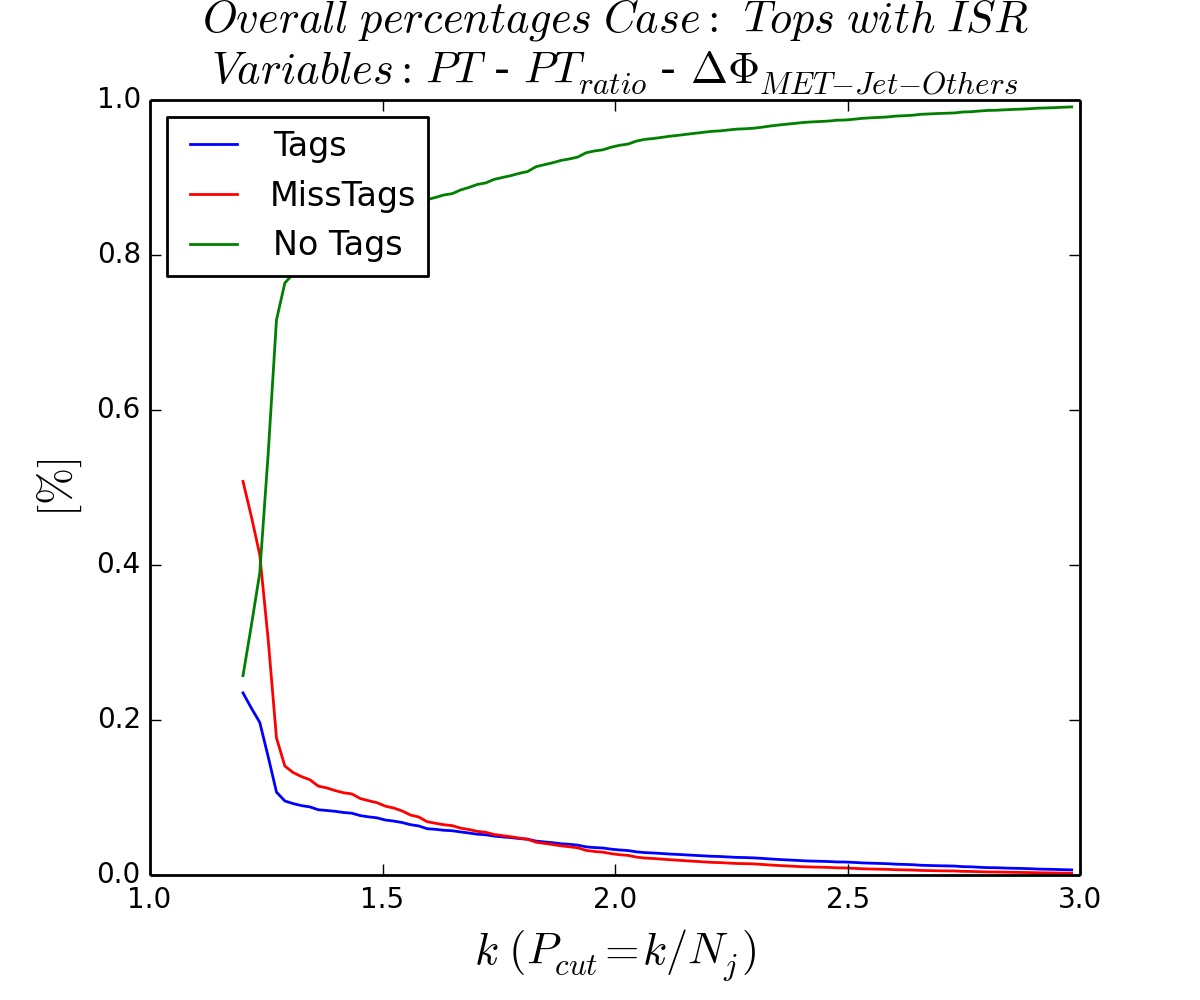 Overall percentages Case: Tops with ISR
Variables: PT - PT_ratio - ΔΦ_MET−Jet−Others
1.0
Tags
MissTags
No Tags
0.8
0.6
[%]
0.4
0.2
0.0
1.0 1.5 2.0 2.5 3.0
k (P_cut = k/N_j)